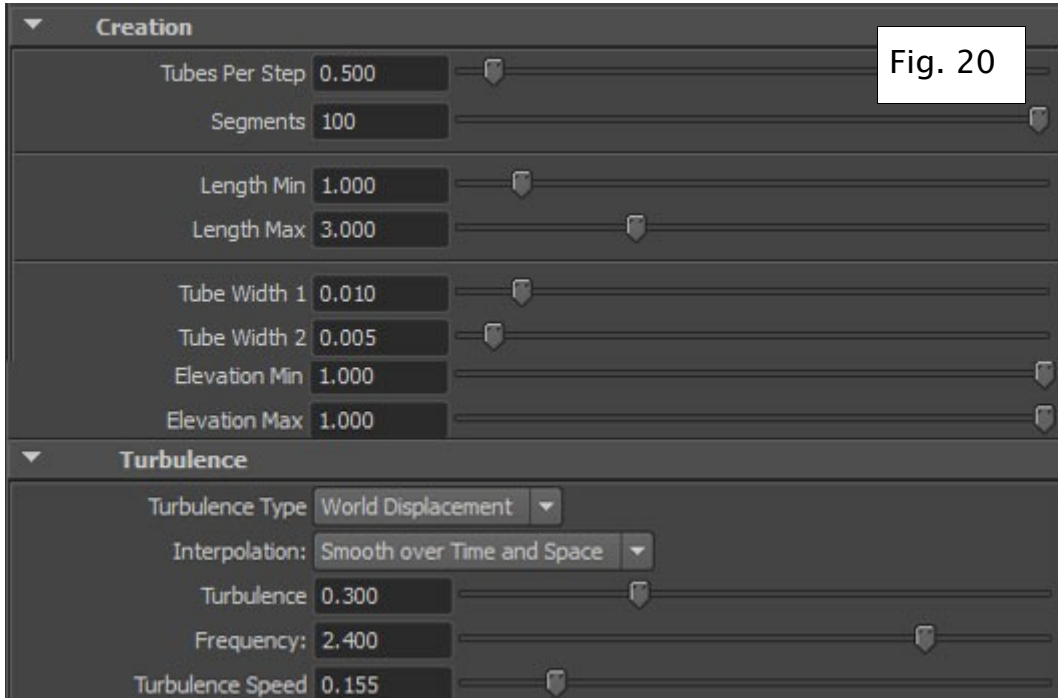 Creation
Fig. 20
Tubes Per Step 0.500
Segments 100
Length Min 1.000
Length Max 3.000
Tube Width 1 0.010
Tube Width 2 0.005
Elevation Min 1.000
Elevation Max 1.000
Turbulence
Turbulence Type World Displacement
Interpolation: Smooth over Time and Space
Turbulence 0.300
Frequency: 2.400
Turbulence Speed 0.155